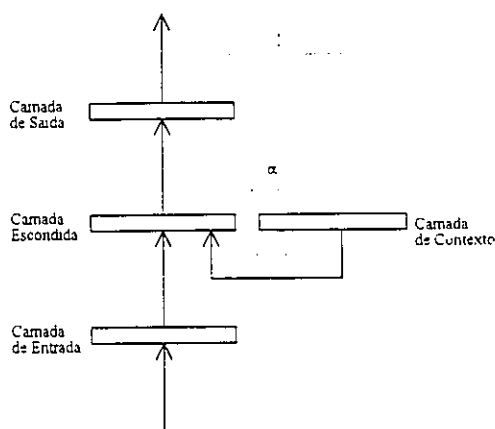 Camada
de Saída
α
Camada
Escondida
Camada
de Contexto
Camada
de Entrada